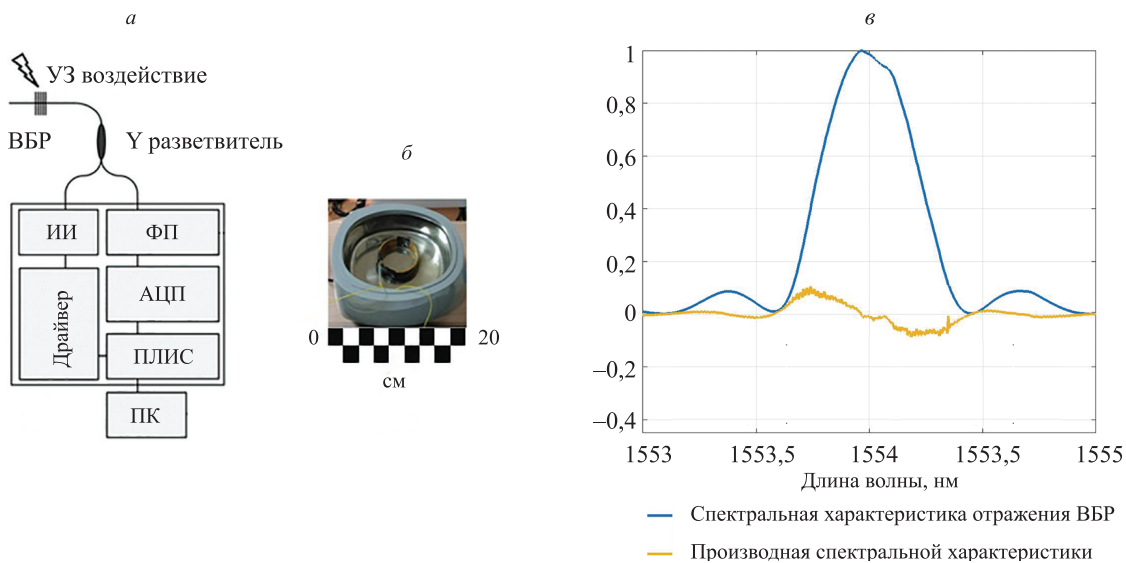 а
УЗ воздействие
ВБР
Y разветвитель
ИИ
ФП
Драйвер
АЦП
ПЛИС
ПК
б
0
20
см
в
1
0,8
0,6
0,4
0,2
0
–0,2
–0,4
1553
1553,5
1554
1553,5
1555
Длина волны, нм
Спектральная характеристика отражения ВБР
Производная спектральной характеристики